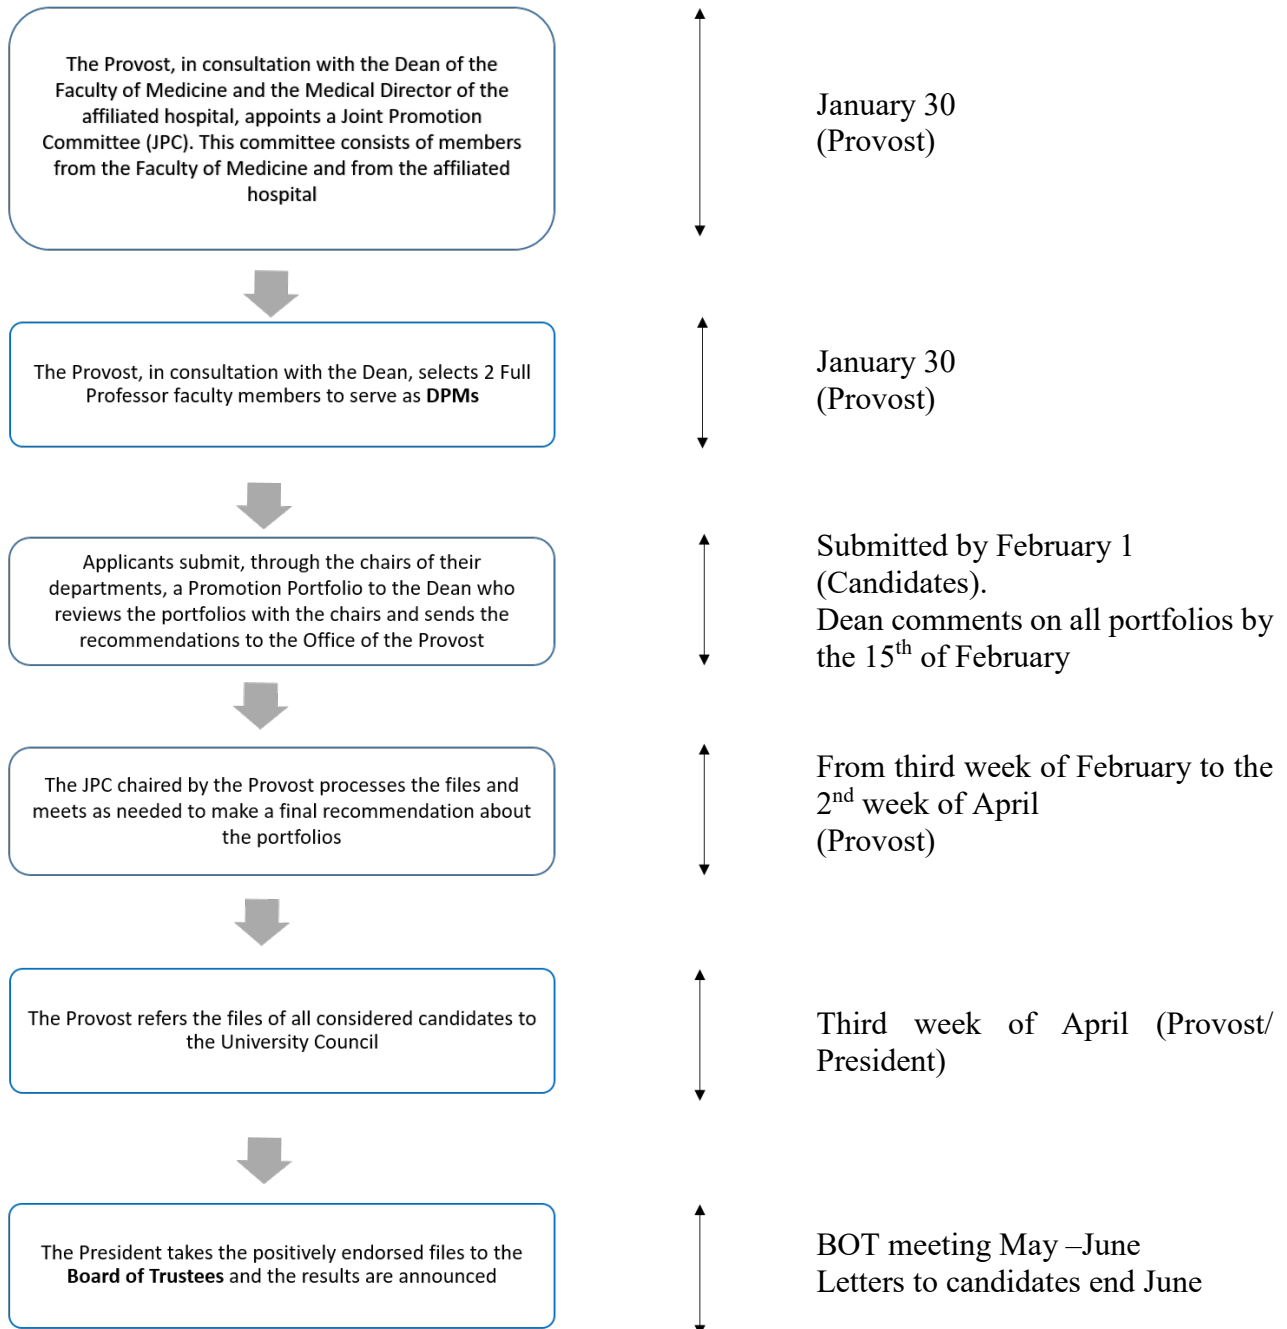 The Provost, in consultation with the Dean of the
Faculty of Medicine and the Medical Director of the
affiliated hospital, appoints a Joint Promotion
Committee (JPC). This committee consists of members
from the Faculty of Medicine and from the affiliated
hospital
January 30
(Provost)
The Provost, in consultation with the Dean, selects 2 Full
Professor faculty members to serve as DPMs
January 30
(Provost)
Applicants submit, through the chairs of their
departments, a Promotion Portfolio to the Dean who
reviews the portfolios with the chairs and sends the
recommendations to the Office of the Provost
Submitted by February 1
(Candidates).
Dean comments on all portfolios by
the 15th of February
The JPC chaired by the Provost processes the files and
meets as needed to make a final recommendation about
the portfolios
From third week of February to the
2nd week of April
(Provost)
The Provost refers the files of all considered candidates to
the University Council
Third week of April (Provost/
President)
The President takes the positively endorsed files to the
Board of Trustees and the results are announced
BOT meeting May –June
Letters to candidates end June